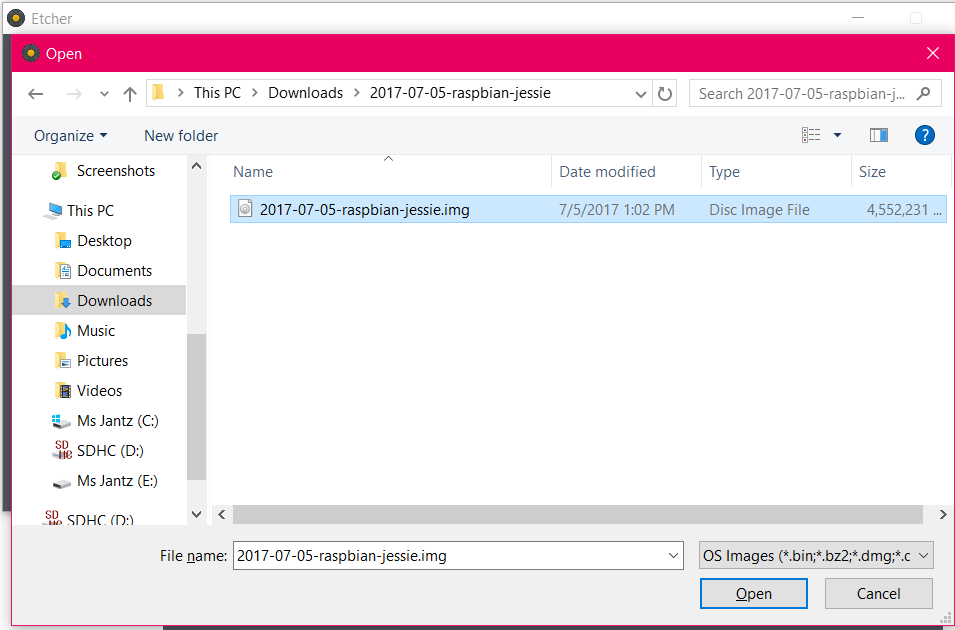 Etcher
Open
This PC Downloads 2017-07-05-raspbian-jessie
Search 2017-07-05-raspbian-j...
Organize New folder ?
Name Date modified Type Size
2017-07-05-raspbian-jessie.img 7/5/2017 1:02 PM Disc Image File 4,552,231 ...
Screenshots
This PC
Desktop
Documents
Downloads
Music
Pictures
Videos
Ms Jantz (C:)
SDHC (D:)
Ms Jantz (E:)
SDHC (D:)
File name: 2017-07-05-raspbian-jessie.img OS Images (*.bin;*.bz2;*.dmg;*.c
Open Cancel